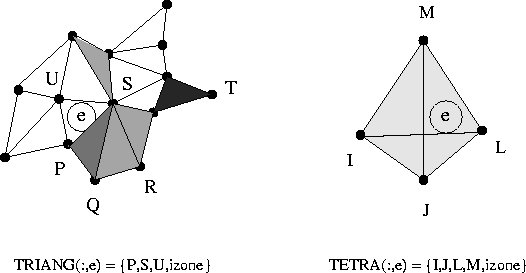 M
U
S
T
e
e
P
I
L
Q
R
J
TRIANG(:,e) = {P,S,U,izone}
TETRA(:,e) = {I,J,L,M,izone}